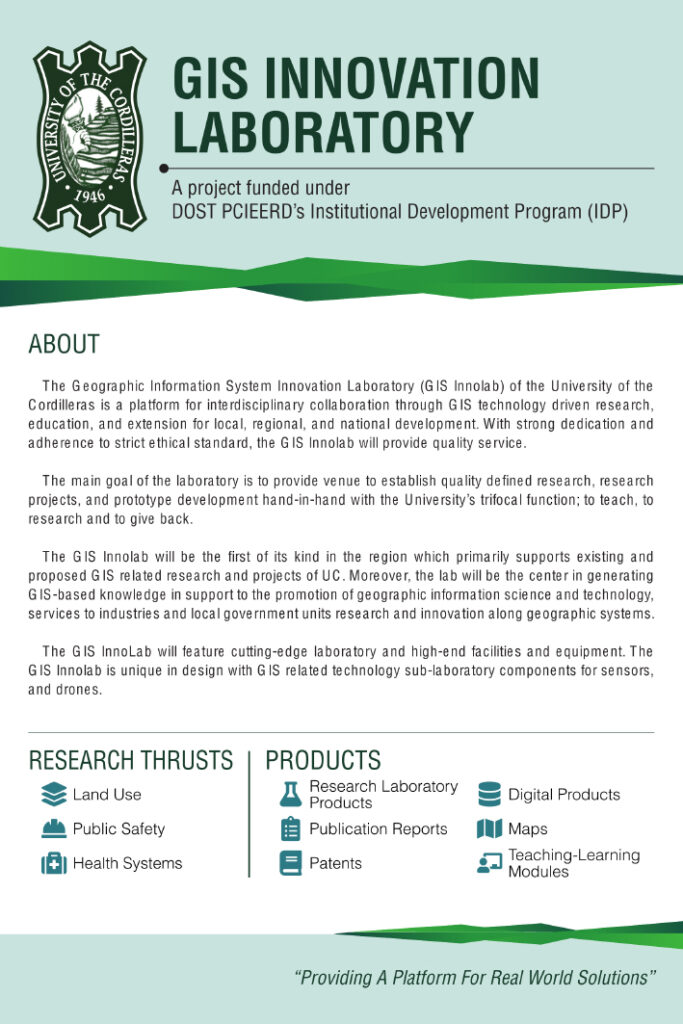 UNIVERSITY OF THE CORDILLERAS
1946
GIS INNOVATION
LABORATORY
A project funded under
DOST PCIEERD's Institutional Development Program (IDP)
ABOUT
The Geographic Information System Innovation Laboratory (GIS Innolab) of the University of the
Cordilleras is a platform for interdisciplinary collaboration through GIS technology driven research,
education, and extension for local, regional, and national development. With strong dedication and
adherence to strict ethical standard, the GIS Innolab will provide quality service.
The main goal of the laboratory is to provide venue to establish quality defined research, research
projects, and prototype development hand-in-hand with the University's trifocal function; to teach, to
research and to give back.
The GIS Innolab will be the first of its kind in the region which primarily supports existing and
proposed GIS related research and projects of UC. Moreover, the lab will be the center in generating
GIS-based knowledge in support to the promotion of geographic information science and technology,
services to industries and local government units research and innovation along geographic systems.
The GIS InnoLab will feature cutting-edge laboratory and high-end facilities and equipment. The
GIS Innolab is unique in design with GIS related technology sub-laboratory components for sensors,
and drones.
RESEARCH THRUSTS
Land Use
Public Safety
Health Systems
PRODUCTS
Research Laboratory
Products
Publication Reports
Patents
Digital Products
Maps
Teaching-Learning
Modules
“Providing A Platform For Real World Solutions”